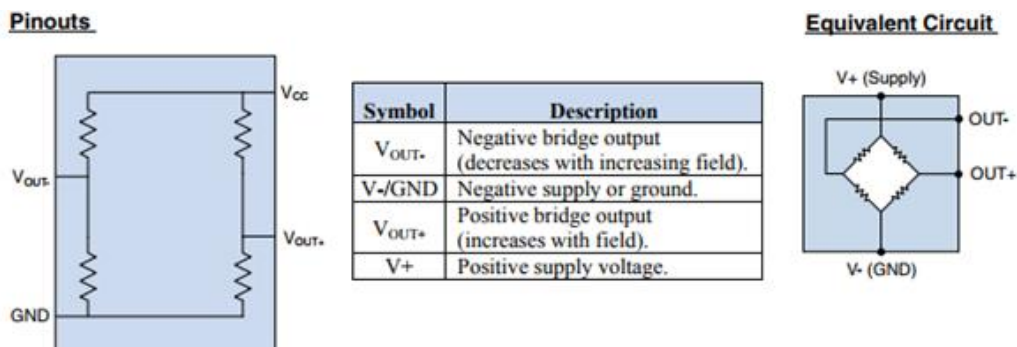 Pinouts
Vcc
VOUT-
VOUT+
GND
Symbol Description
VOUT- Negative bridge output
(decreases with increasing field).
V-/GND Negative supply or ground.
VOUT+ Positive bridge output
(increases with field).
V+ Positive supply voltage.
Equivalent Circuit
V+ (Supply)
OUT-
OUT+
V- (GND)